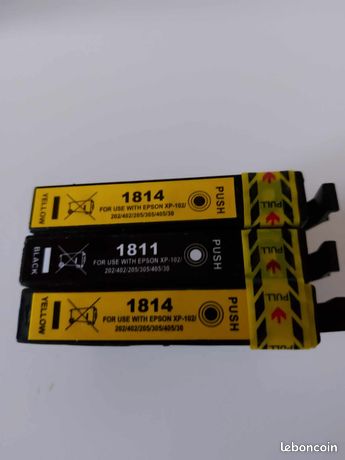 YELLOW
1814
FOR USE WITH EPSON XP-102/
202/402/205/305/405/30
PUSH
PULL
BLACK
1811
FOR USE WITH EPSON XP-102/
202/402/205/305/405/30
PUSH
PULL
YELLOW
1814
FOR USE WITH EPSON XP-102/
202/402/205/305/405/30
PUSH
PULL
leboncoin